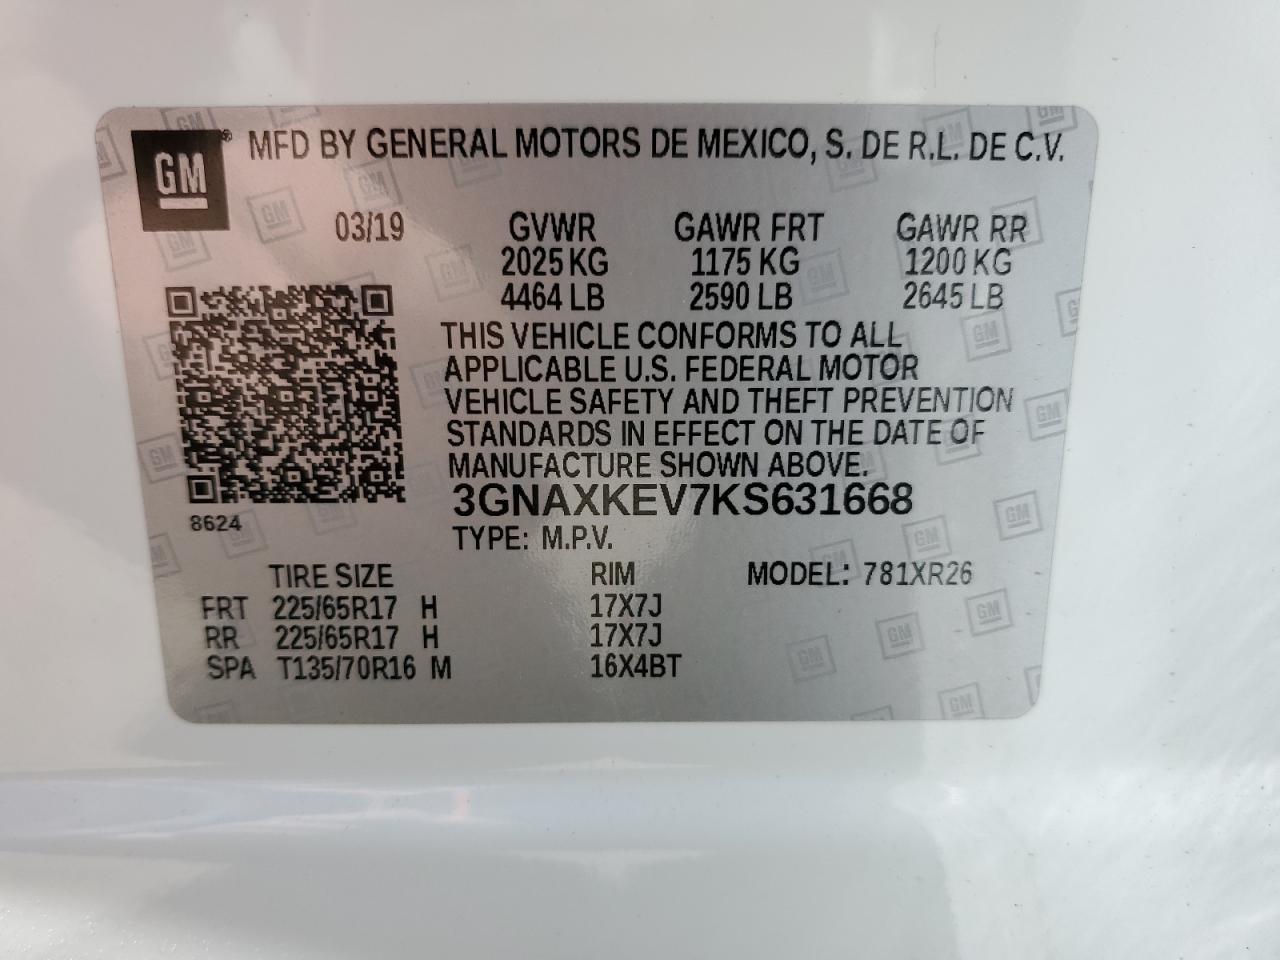 GM® MFD BY GENERAL MOTORS DE MEXICO, S. DE R.L. DE C.V.
03/19 GVWR GAWR FRT GAWR RR
2025 KG 1175 KG 1200 KG
4464 LB 2590 LB 2645 LB
THIS VEHICLE CONFORMS TO ALL
APPLICABLE U.S. FEDERAL MOTOR
VEHICLE SAFETY AND THEFT PREVENTION
STANDARDS IN EFFECT ON THE DATE OF
MANUFACTURE SHOWN ABOVE.
3GNAXKEV7KS631668
8624
TYPE: M.P.V.
TIRE SIZE RIM MODEL: 781XR26
FRT 225/65R17 H 17X7J
RR 225/65R17 H 17X7J
SPA T135/70R16 M 16X4BT